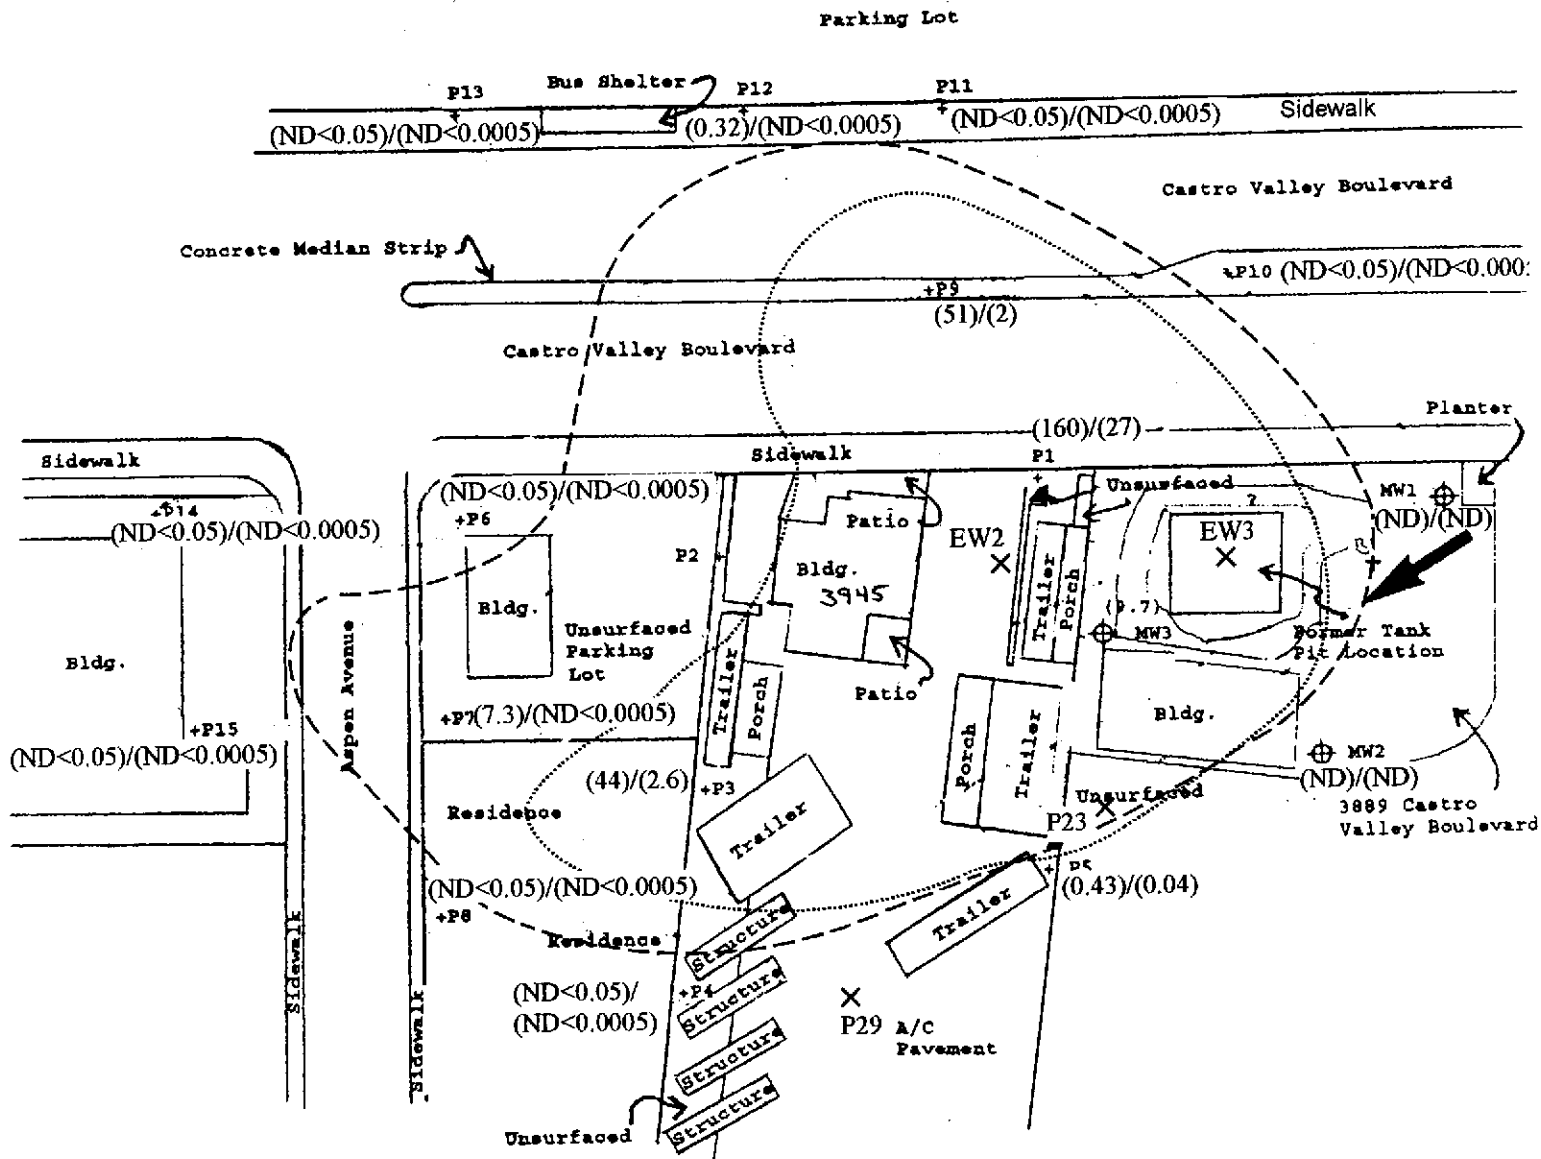 Parking Lot
P13
Bus Shelter
P12
P11
(ND<0.05)/(ND<0.0005)
(0.32)/(ND<0.0005)
(ND<0.05)/(ND<0.0005)
Sidewalk
Castro Valley Boulevard
Concrete Median Strip
P10 (ND<0.05)/(ND<0.000
+P9
(51)/(2)
Castro Valley Boulevard
Planter
(160)/(27)
Sidewalk
Sidewalk
P1
(ND<0.05)/(ND<0.0005)
Unsurfaced
MW1
P14
(ND<0.05)/(ND<0.0005)
+P6
Patio
EW2
?
EW3
(ND)/(ND)
P2
Bldg.
3945
Trailer
Porch
Bldg.
Unsurfaced
Parking
Lot
MW3
Former Tank
Pit Location
Bldg.
Aspen Avenue
Trailer
Porch
Patio
+P7(7.3)/(ND<0.0005)
Bldg.
+P15
(ND<0.05)/(ND<0.0005)
Porch
Trailer
MW2
(ND)/(ND)
(44)/(2.6)
+P3
Unsurfaced
3889 Castro
Valley Boulevard
Residence
Trailer
P23
P5
(0.43)/(0.04)
(ND<0.05)/(ND<0.0005)
+P8
Trailer
Residence
Structure
Sidewalk
Sidewalk
(ND<0.05)/
(ND<0.0005)
+P4
Structure
P29
A/C
Pavement
Structure
Unsurfaced
Structure